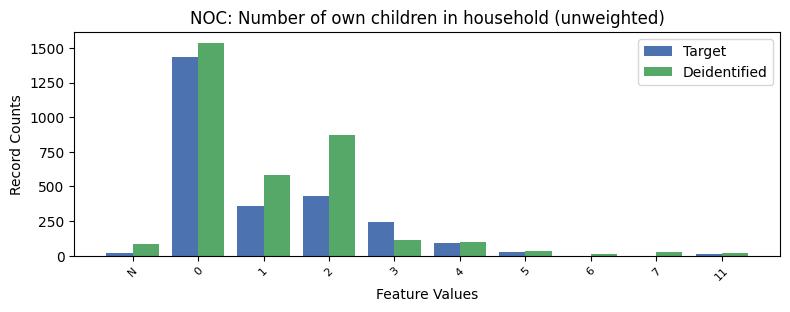 NOC: Number of own children in household (unweighted)
Target
Deidentified
Record Counts
1500
1250
1000
750
500
250
0
N 0 1 2 3 4 5 6 7 11
Feature Values